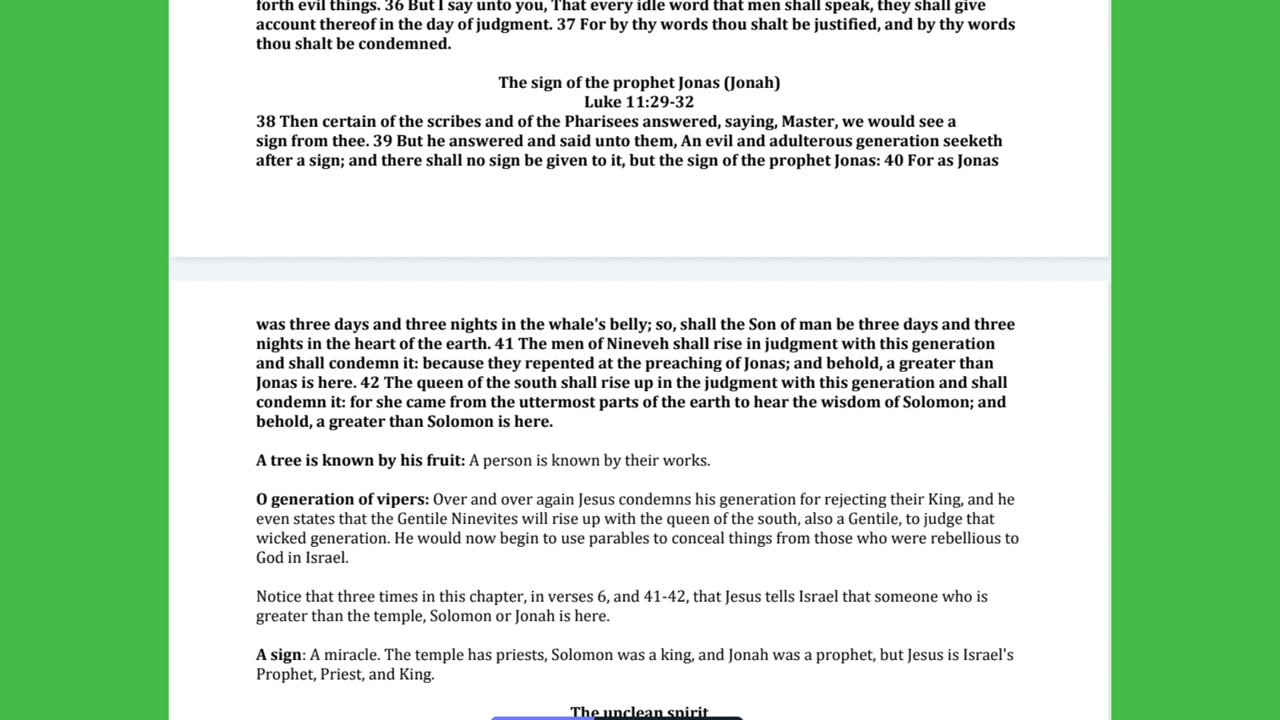 forth evil things. 36 But I say unto you, That every idle word that men shall speak, they shall give
account thereof in the day of judgment. 37 For by thy words thou shalt be justified, and by thy words
thou shalt be condemned.
The sign of the prophet Jonas (Jonah)
Luke 11:29-32
38 Then certain of the scribes and of the Pharisees answered, saying, Master, we would see a
sign from thee. 39 But he answered and said unto them, An evil and adulterous generation seeketh
after a sign; and there shall no sign be given to it, but the sign of the prophet Jonas: 40 For as Jonas
was three days and three nights in the whale's belly; so, shall the Son of man be three days and three
nights in the heart of the earth. 41 The men of Nineveh shall rise in judgment with this generation
and shall condemn it: because they repented at the preaching of Jonas; and behold, a greater than
Jonas is here. 42 The queen of the south shall rise up in the judgment with this generation and shall
condemn it: for she came from the uttermost parts of the earth to hear the wisdom of Solomon; and
behold, a greater than Solomon is here.
A tree is known by his fruit: A person is known by their works.
O generation of vipers: Over and over again Jesus condemns his generation for rejecting their King, and he
even states that the Gentile Ninevites will rise up with the queen of the south, also a Gentile, to judge that
wicked generation. He would now begin to use parables to conceal things from those who were rebellious to
God in Israel.
Notice that three times in this chapter, in verses 6, and 41-42, that Jesus tells Israel that someone who is
greater than the temple, Solomon or Jonah is here.
A sign: A miracle. The temple has priests, Solomon was a king, and Jonah was a prophet, but Jesus is Israel's
Prophet, Priest, and King.
The unclean spirit